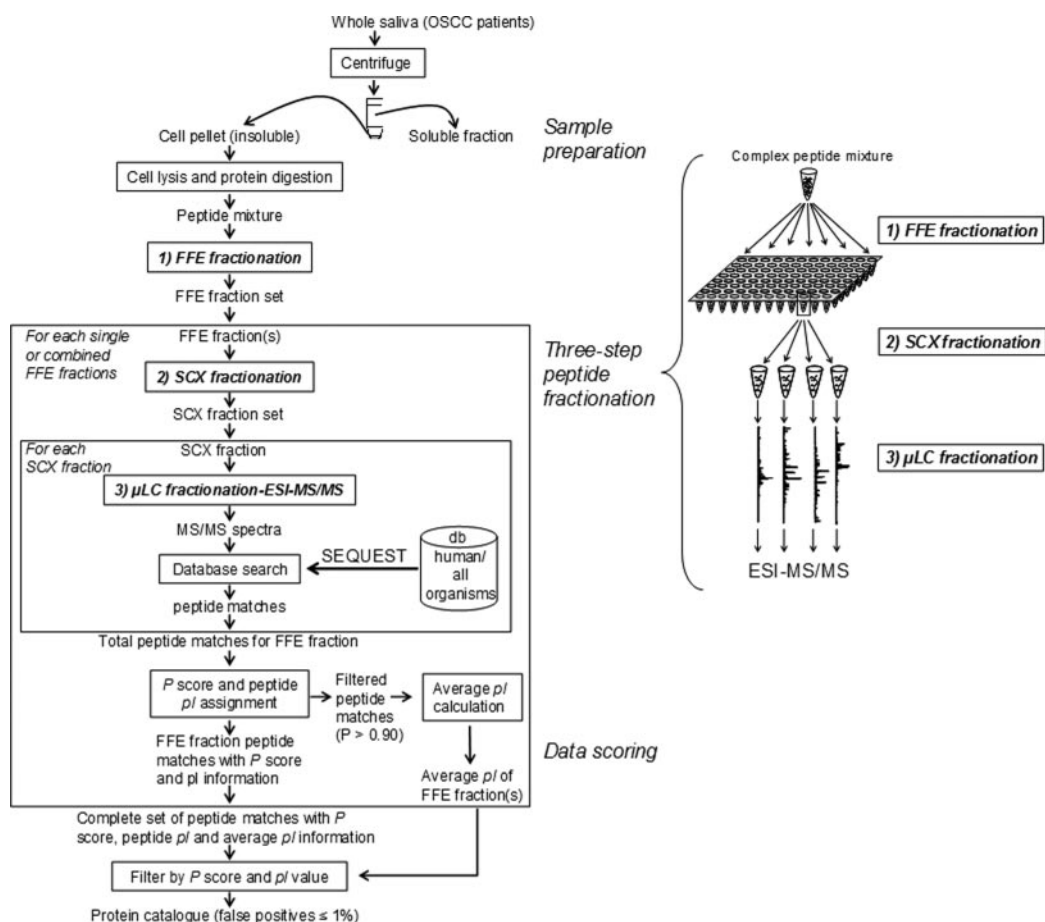 Whole saliva (OSCC patients)
Centrifuge
Cell pellet (insoluble)
Soluble fraction
Sample
preparation
Cell lysis and protein digestion
Peptide mixture
1) FFE fractionation
FFE fraction set
For each single
or combined
FFE fractions
FFE fraction(s)
2) SCX fractionation
SCX fraction set
Three-step
peptide
fractionation
For each
SCX fraction
SCX fraction
3) µLC fractionation-ESI-MS/MS
MS/MS spectra
Database search
SEQUEST
db
human/
all
organisms
peptide matches
Total peptide matches for FFE fraction
P score and peptide
pI assignment
Filtered
peptide
matches
(P > 0.90)
Average pI
calculation
FFE fraction peptide
matches with P score
and pI information
Average pI of
FFE fraction(s)
Data scoring
Complete set of peptide matches with P
score, peptide pI and average pI information
Filter by P score and pI value
Protein catalogue (false positives ≤ 1%)
Complex peptide mixture
1) FFE fractionation
2) SCX fractionation
3) µLC fractionation
ESI-MS/MS